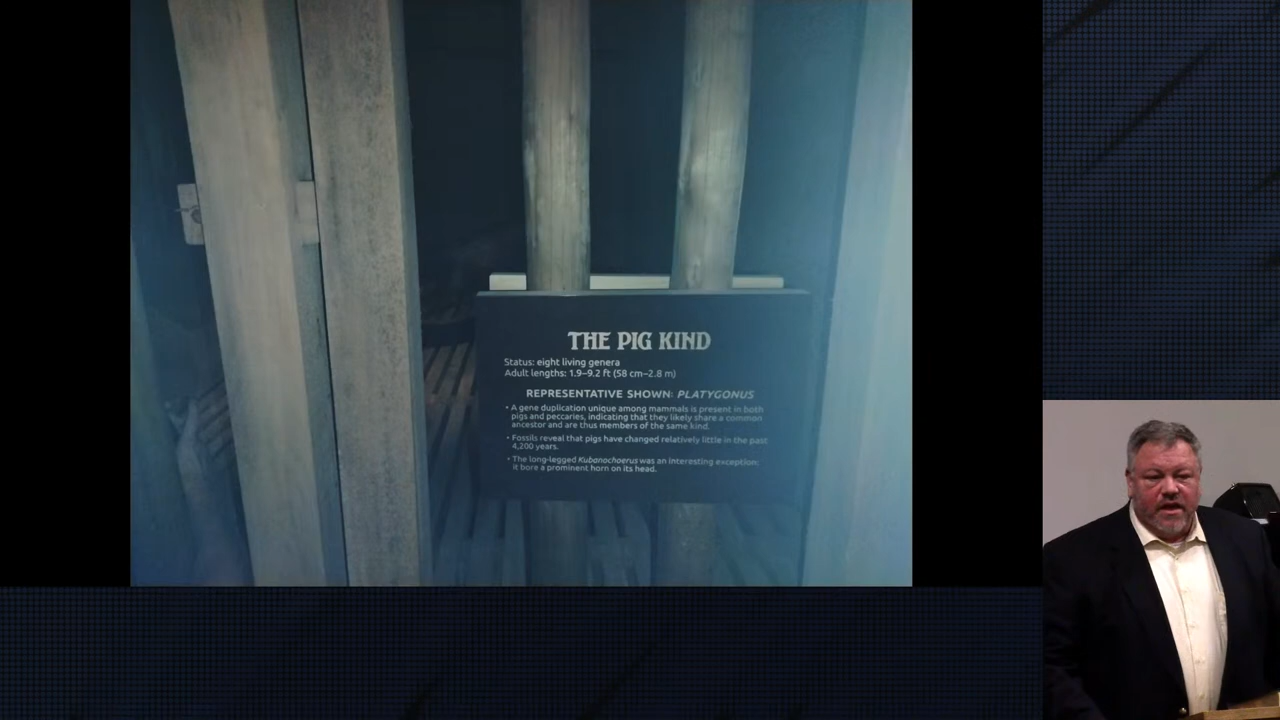 THE PIG KIND
Status: eight living genera
Adult lengths: 1.9–9.2 ft (58 cm–2.8 m)
REPRESENTATIVE SHOWN: PLATYGONUS
• A gene duplication unique among mammals is present in both
pigs and peccaries, indicating that they likely share a common
ancestor and are thus members of the same kind.
• Fossils reveal that pigs have changed relatively little in the past
4,200 years.
• The long-legged Kubanochoerus was an interesting exception;
it bore a prominent horn on its head.